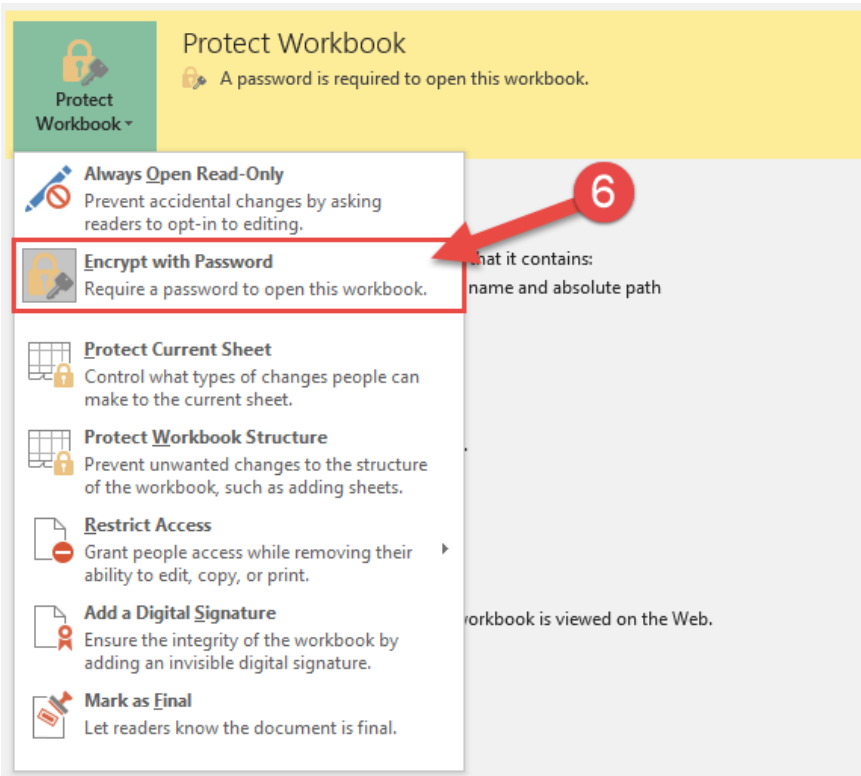 Protect Workbook
A password is required to open this workbook.
Protect
Workbook
Always Open Read-Only
Prevent accidental changes by asking
readers to opt-in to editing.
6
Encrypt with Password
Require a password to open this workbook.
that it contains:
name and absolute path
Protect Current Sheet
Control what types of changes people can
make to the current sheet.
Protect Workbook Structure
Prevent unwanted changes to the structure
of the workbook, such as adding sheets.
Restrict Access
Grant people access while removing their
ability to edit, copy, or print.
Add a Digital Signature
Ensure the integrity of the workbook by
adding an invisible digital signature.
workbook is viewed on the Web.
Mark as Final
Let readers know the document is final.